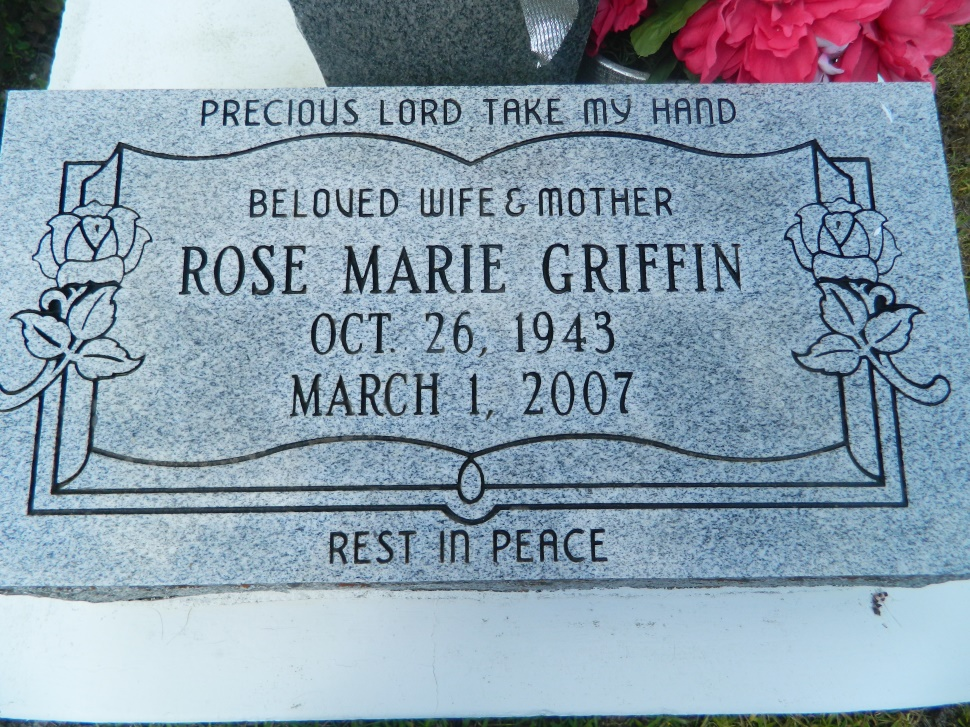 PRECIOUS LORD TAKE MY HAND
BELOVED WIFE & MOTHER
ROSE MARIE GRIFFIN
OCT. 26, 1943
MARCH 1, 2007
REST IN PEACE